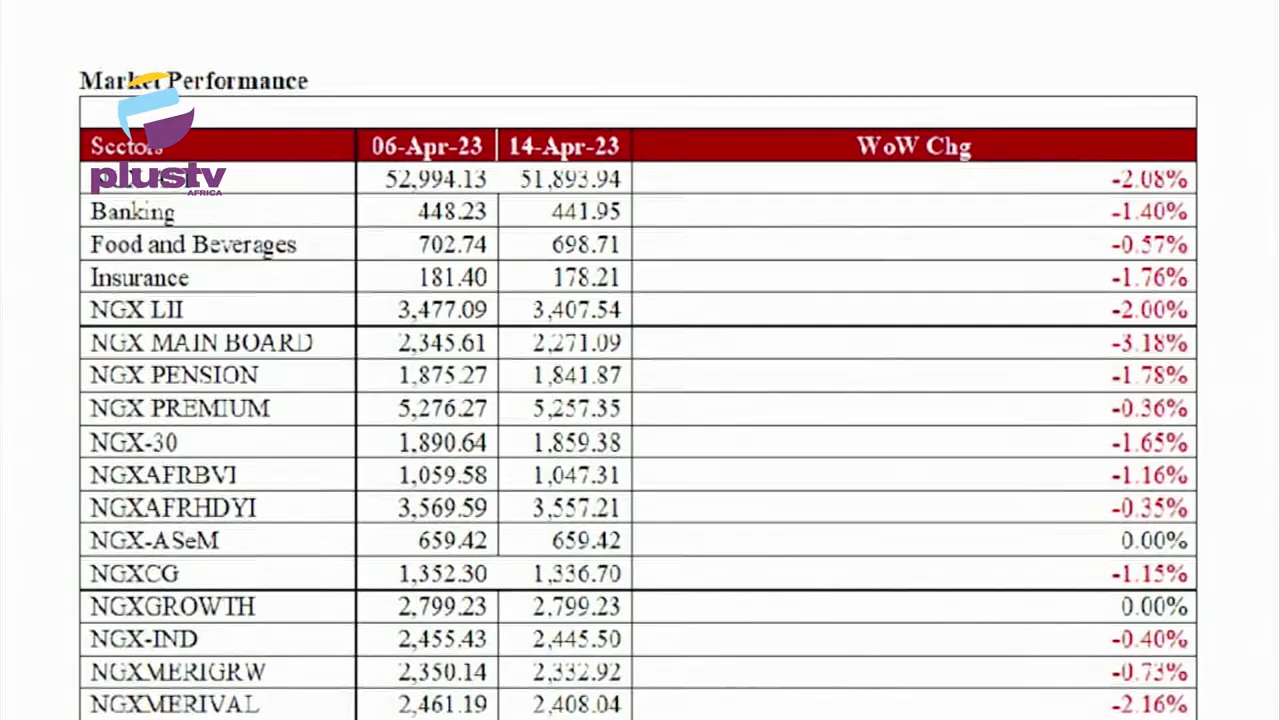 Market Performance
Sectors 06-Apr-23 14-Apr-23 WoW Chg
plustv
AFRICA
52,994.13 51,893.94 -2.08%
Banking 448.23 441.95 -1.40%
Food and Beverages 702.74 698.71 -0.57%
Insurance 181.40 178.21 -1.76%
NGX LII 3,477.09 3,407.54 -2.00%
NGX MAIN BOARD 2,345.61 2,271.09 -3.18%
NGX PENSION 1,875.27 1,841.87 -1.78%
NGX PREMIUM 5,276.27 5,257.35 -0.36%
NGX-30 1,890.64 1,859.38 -1.65%
NGXAFRBVI 1,059.58 1,047.31 -1.16%
NGXAFRHDYI 3,569.59 3,557.21 -0.35%
NGX-ASeM 659.42 659.42 0.00%
NGXCG 1,352.30 1,336.70 -1.15%
NGXGROWTH 2,799.23 2,799.23 0.00%
NGX-IND 2,455.43 2,445.50 -0.40%
NGXMERIGRW 2,350.14 2,332.92 -0.73%
NGXMERIVAL 2,461.19 2,408.04 -2.16%